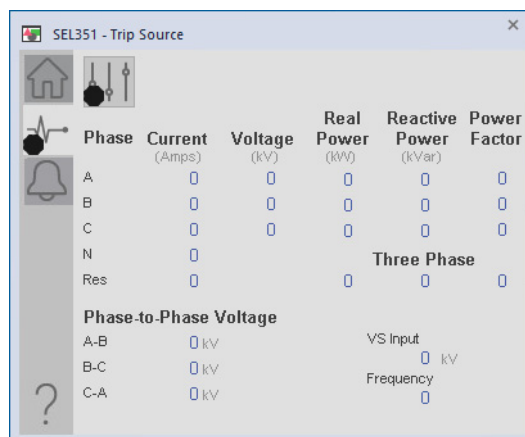 SEL351 - Trip Source
Phase Current (Amps) Voltage (kV) Real Power (kW) Reactive Power (kVar) Power Factor
A 0 0 0 0 0
B 0 0 0 0 0
C 0 0 0 0 0
N 0 Three Phase
Res 0 0 0 0
Phase-to-Phase Voltage
A-B 0 kV
B-C 0 kV
C-A 0 kV
VS Input
0 kV
Frequency
0
?